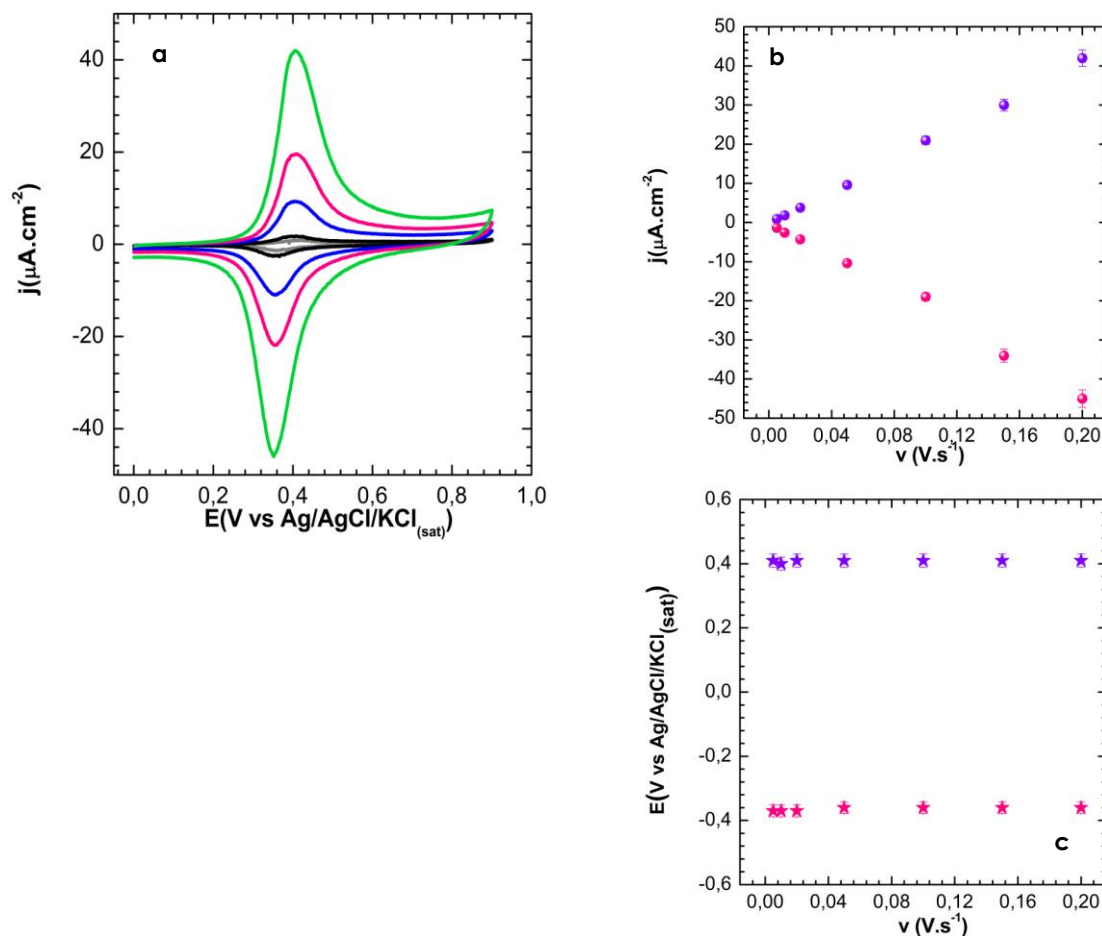 a
40
20
0
-20
-40
j(μA.cm⁻²)
0,0 0,2 0,4 0,6 0,8 1,0
E(V vs Ag/AgCl/KCl(sat))
b
50
40
30
20
10
0
-10
-20
-30
-40
-50
j(μA.cm⁻²)
0,00 0,04 0,08 0,12 0,16 0,20
v (V.s⁻¹)
0,6
0,4
0,2
0,0
-0,2
-0,4
-0,6
E(V vs Ag/AgCl/KCl(sat))
c
0,00 0,04 0,08 0,12 0,16 0,20
v (V.s⁻¹)